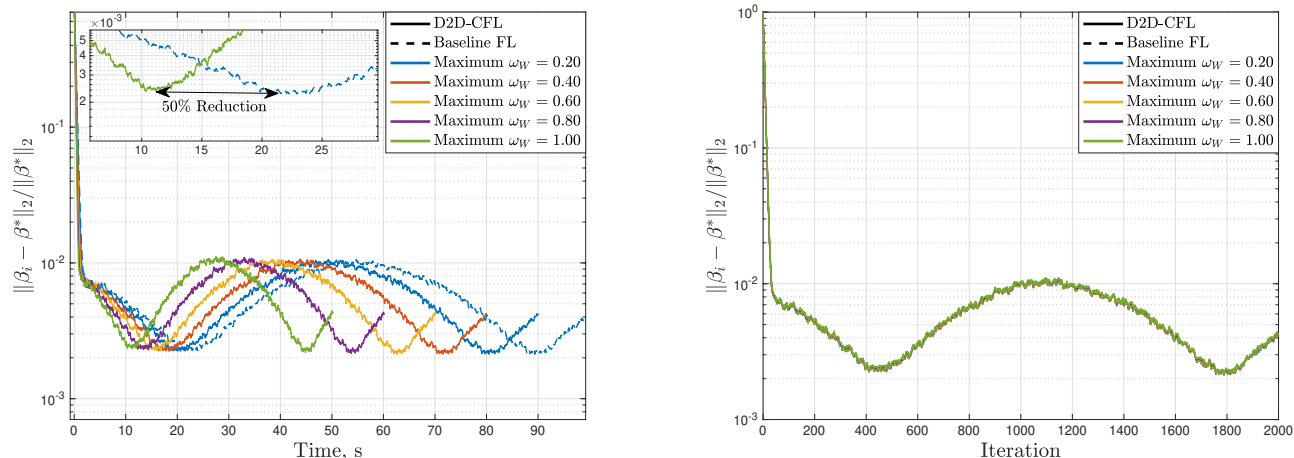 ×10⁻³
5
4
3
2
10 15 20 25
50% Reduction
D2D-CFL
Baseline FL
Maximum ω_W = 0.20
Maximum ω_W = 0.40
Maximum ω_W = 0.60
Maximum ω_W = 0.80
Maximum ω_W = 1.00
‖β_i − β*‖₂/‖β*‖₂
10⁻¹
10⁻²
10⁻³
0 10 20 30 40 50 60 70 80 90
Time, s
D2D-CFL
Baseline FL
Maximum ω_W = 0.20
Maximum ω_W = 0.40
Maximum ω_W = 0.60
Maximum ω_W = 0.80
Maximum ω_W = 1.00
‖β_i − β*‖₂/‖β*‖₂
10⁰
10⁻¹
10⁻²
10⁻³
0 200 400 600 800 1000 1200 1400 1600 1800 2000
Iteration